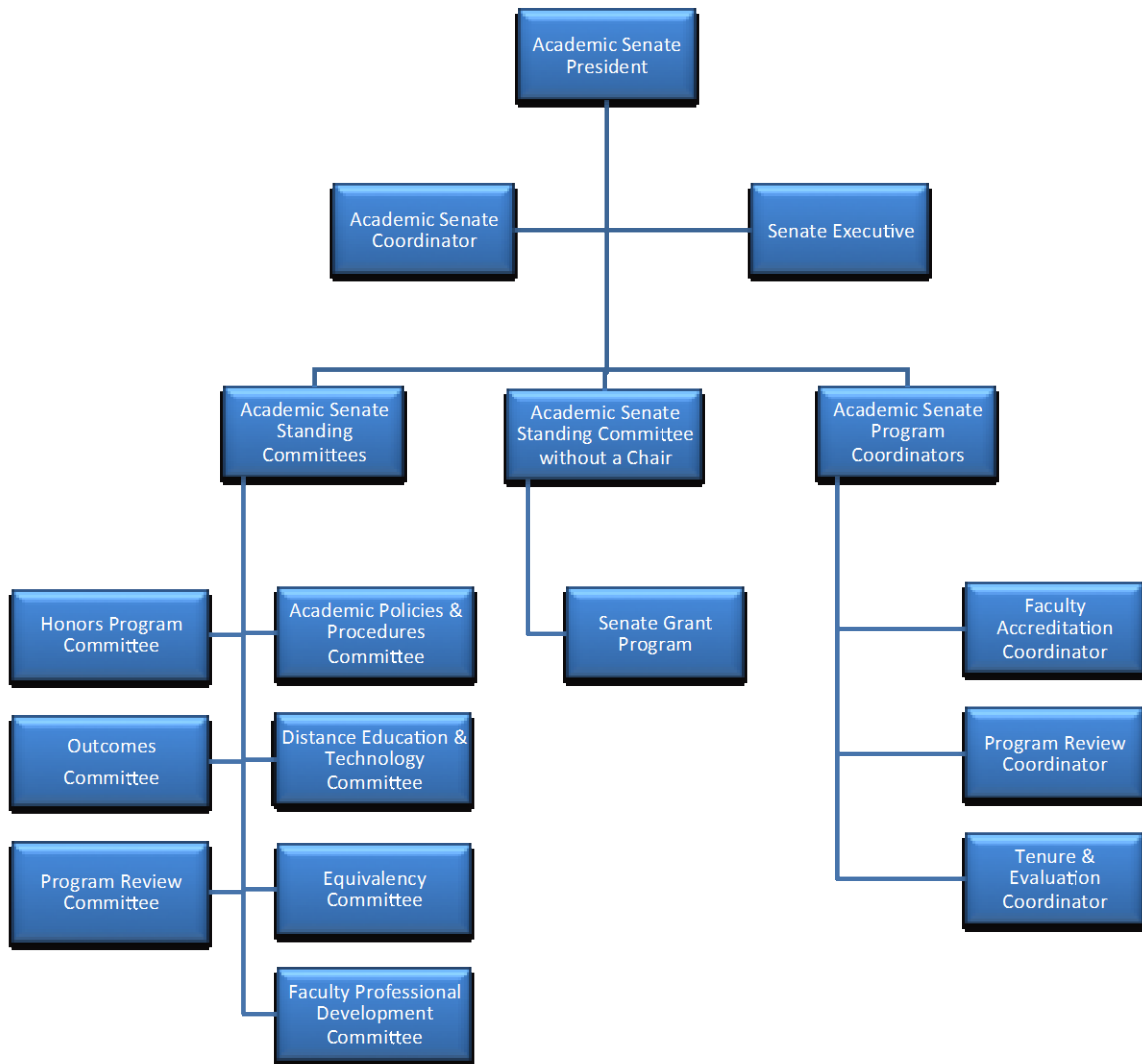 Academic Senate
President
Academic Senate
Coordinator
Senate Executive
Academic Senate
Standing
Committees
Academic Senate
Standing Committee
without a Chair
Academic Senate
Program
Coordinators
Honors Program
Committee
Academic Policies &
Procedures
Committee
Senate Grant
Program
Faculty
Accreditation
Coordinator
Outcomes
Committee
Distance Education &
Technology
Committee
Program Review
Coordinator
Program Review
Committee
Equivalency
Committee
Tenure &
Evaluation
Coordinator
Faculty Professional
Development
Committee